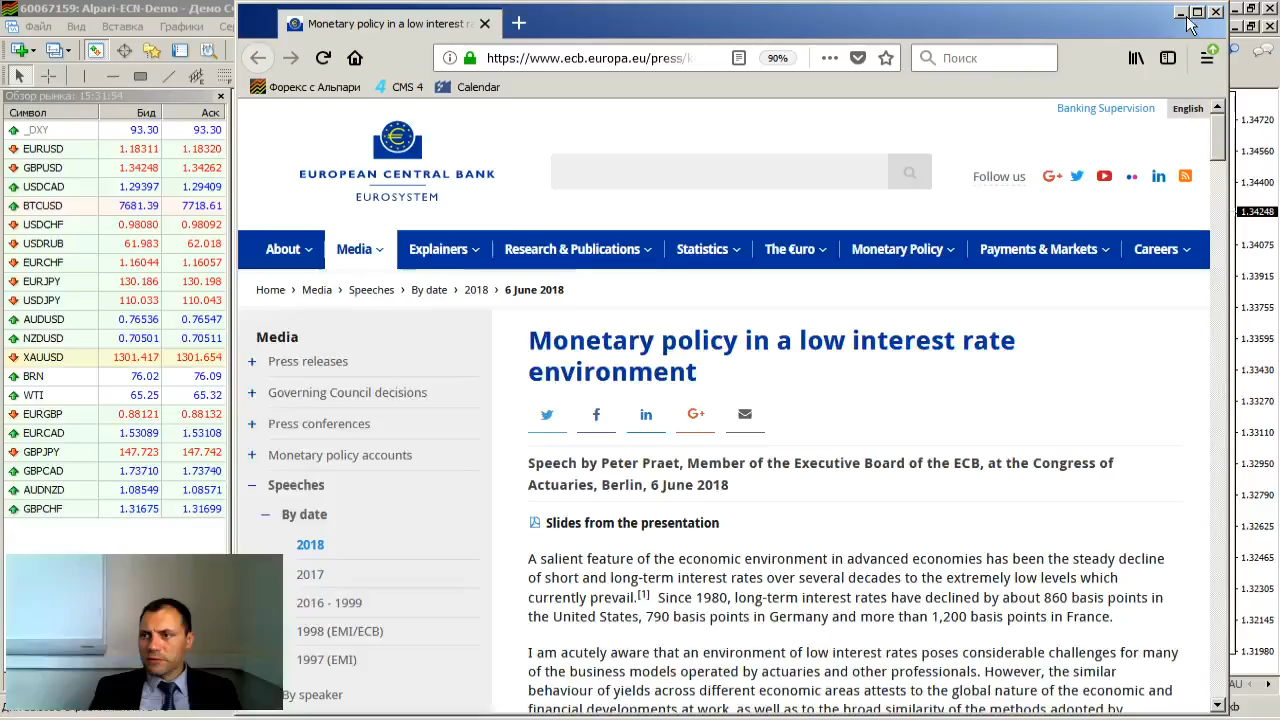 60067159: Alpari-ECN-Demo - Демо С
Файл
Вид
Вставка
Графики
Обзор рынка: 15:31:54
Символ Бид Аск
_DXY 93.30 93.30
EURUSD 1.18311 1.18320
GBPUSD 1.34248 1.34262
USDCAD 1.29397 1.29409
BTCUSD 7681.39 7718.61
USDCHF 0.98080 0.98092
USDRUB 61.983 62.018
EURCHF 1.16044 1.16057
EURJPY 130.186 130.198
USDJPY 110.033 110.043
AUDUSD 0.76536 0.76547
NZDUSD 0.70501 0.70511
XAUUSD 1301.417 1301.654
BRN 76.02 76.09
WTI 65.25 65.32
EURGBP 0.88121 0.88132
EURCAD 1.53089 1.53108
GBPJPY 147.723 147.742
GBPCAD 1.73710 1.73740
AUDNZD 1.08549 1.08571
GBPCHF 1.31675 1.31699
Monetary policy in a low interest ra
https://www.ecb.europa.eu/press/k
90%
Поиск
Форекс с Альпари
CMS 4
Calendar
Banking Supervision
English
EUROPEAN CENTRAL BANK
EUROSYSTEM
Follow us
About
Media
Explainers
Research & Publications
Statistics
The €uro
Monetary Policy
Payments & Markets
Careers
Home › Media › Speeches › By date › 2018 › 6 June 2018
Media
+ Press releases
+ Governing Council decisions
+ Press conferences
+ Monetary policy accounts
− Speeches
− By date
2018
2017
2016 - 1999
1998 (EMI/ECB)
1997 (EMI)
By speaker
Monetary policy in a low interest rate
environment
Speech by Peter Praet, Member of the Executive Board of the ECB, at the Congress of
Actuaries, Berlin, 6 June 2018
Slides from the presentation
A salient feature of the economic environment in advanced economies has been the steady decline
of short and long-term interest rates over several decades to the extremely low levels which
currently prevail.[1] Since 1980, long-term interest rates have declined by about 860 basis points in
the United States, 790 basis points in Germany and more than 1,200 basis points in France.
I am acutely aware that an environment of low interest rates poses considerable challenges for many
of the business models operated by actuaries and other professionals. However, the similar
behaviour of yields across different economic areas attests to the global nature of the economic and
financial developments at work, as well as to the broad similarity of the methods adopted by
1.34720
1.34560
1.34400
1.34248
1.34075
1.33915
1.33755
1.33595
1.33430
1.33270
1.33110
1.32950
1.32790
1.32625
1.32465
1.32305
1.32145
1.31980
AU